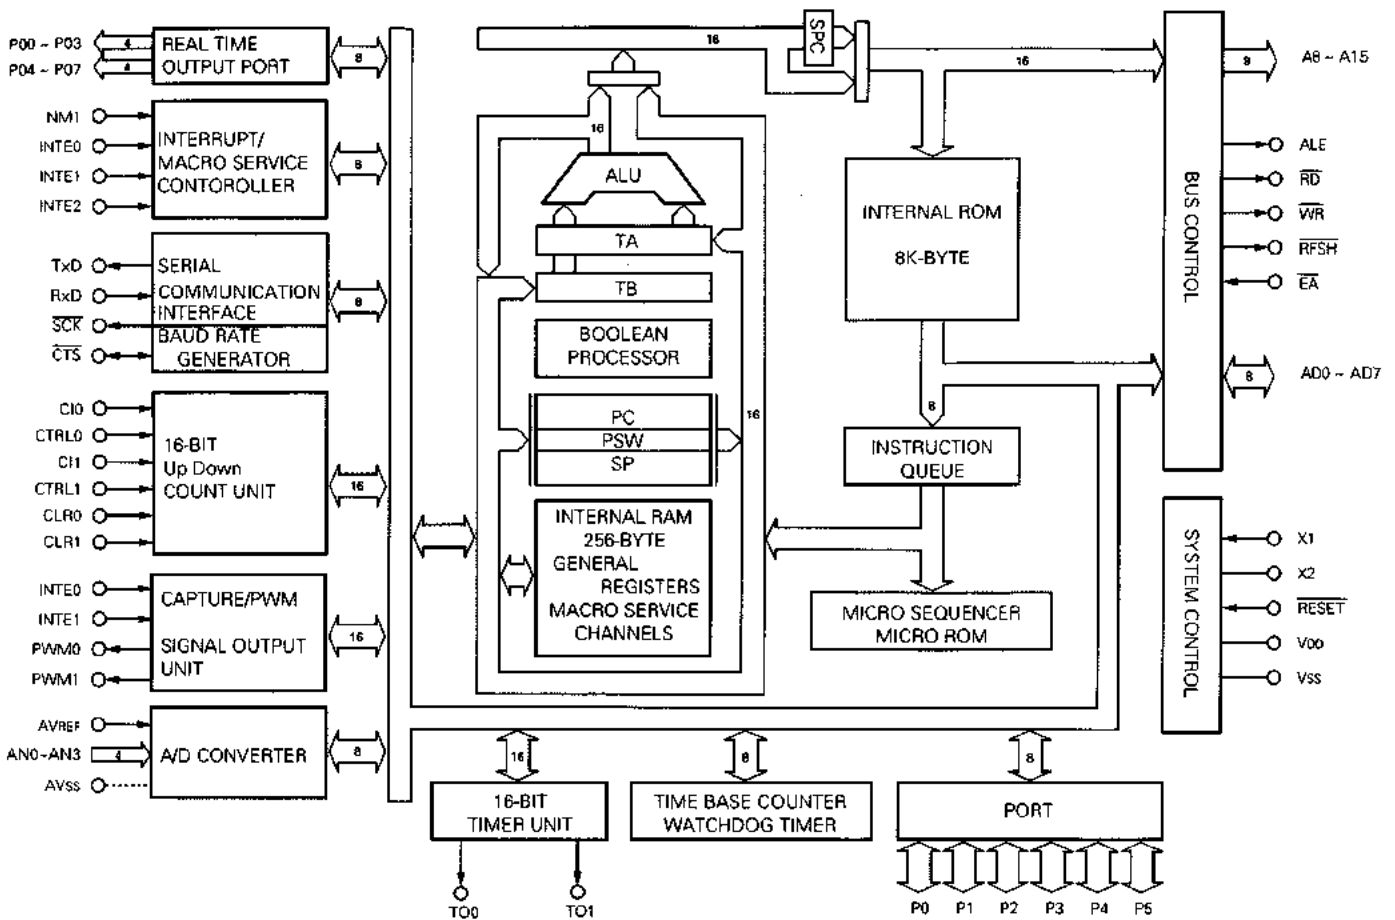 P00 ~ P03
4
P04 ~ P07
4
REAL TIME
OUTPUT PORT
8
NM1
INTE0
INTE1
INTE2
INTERRUPT/
MACRO SERVICE
CONTOROLLER
8
TxD
RxD
SCK
CTS
SERIAL
COMMUNICATION
INTERFACE
BAUD RATE
GENERATOR
8
CI0
CTRL0
CI1
CTRL1
CLR0
CLR1
16-BIT
Up Down
COUNT UNIT
16
INTE0
INTE1
PWM0
PWM1
CAPTURE/PWM
SIGNAL OUTPUT
UNIT
16
AVREF
AN0~AN3
4
AVSS
A/D CONVERTER
8
16
SPC
16
16
ALU
TA
TB
BOOLEAN
PROCESSOR
PC
PSW
SP
16
INTERNAL RAM
256-BYTE
GENERAL
REGISTERS
MACRO SERVICE
CHANNELS
INTERNAL ROM
8K-BYTE
8
INSTRUCTION
QUEUE
MICRO SEQUENCER
MICRO ROM
BUS CONTROL
9
A8 ~ A15
ALE
RD
WR
RFSH
EA
8
AD0 ~ AD7
SYSTEM CONTROL
X1
X2
RESET
VDD
VSS
16
16-BIT
TIMER UNIT
TO0
TO1
8
TIME BASE COUNTER
WATCHDOG TIMER
8
PORT
P0
P1
P2
P3
P4
P5